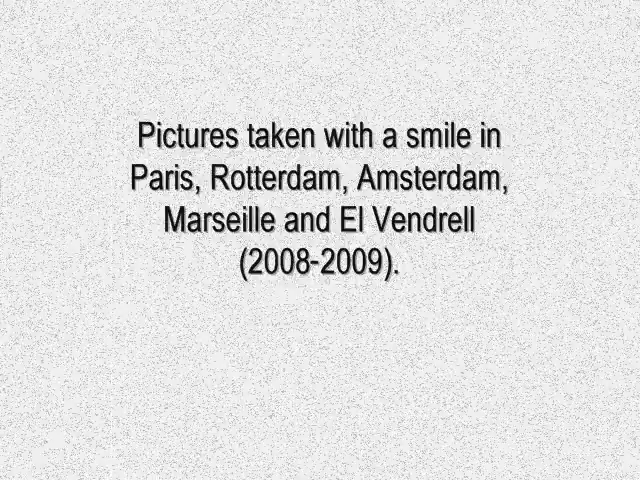 Pictures taken with a smile in
Paris, Rotterdam, Amsterdam,
Marseille and El Vendrell
(2008-2009).